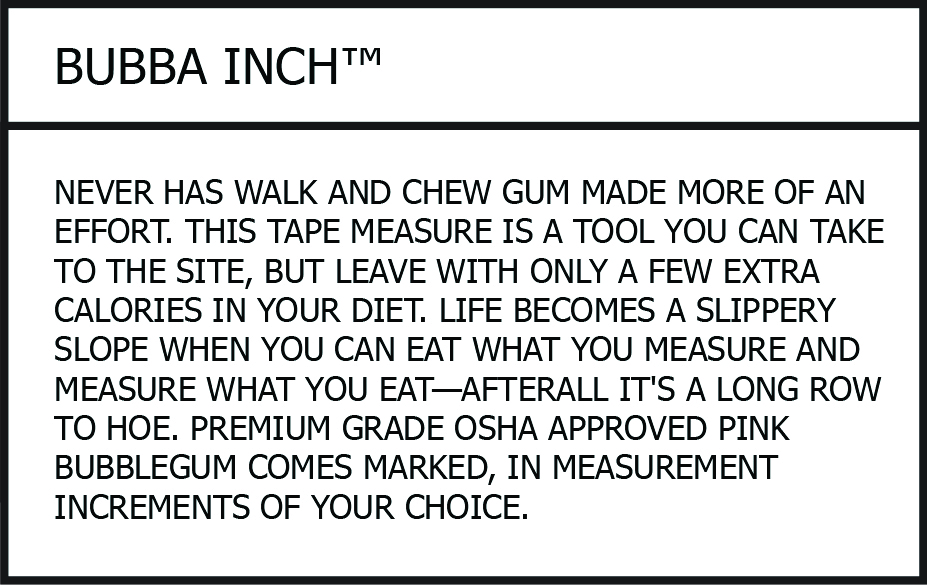 BUBBA INCH™
NEVER HAS WALK AND CHEW GUM MADE MORE OF AN
EFFORT. THIS TAPE MEASURE IS A TOOL YOU CAN TAKE
TO THE SITE, BUT LEAVE WITH ONLY A FEW EXTRA
CALORIES IN YOUR DIET. LIFE BECOMES A SLIPPERY
SLOPE WHEN YOU CAN EAT WHAT YOU MEASURE AND
MEASURE WHAT YOU EAT—AFTERALL IT'S A LONG ROW
TO HOE. PREMIUM GRADE OSHA APPROVED PINK
BUBBLEGUM COMES MARKED, IN MEASUREMENT
INCREMENTS OF YOUR CHOICE.